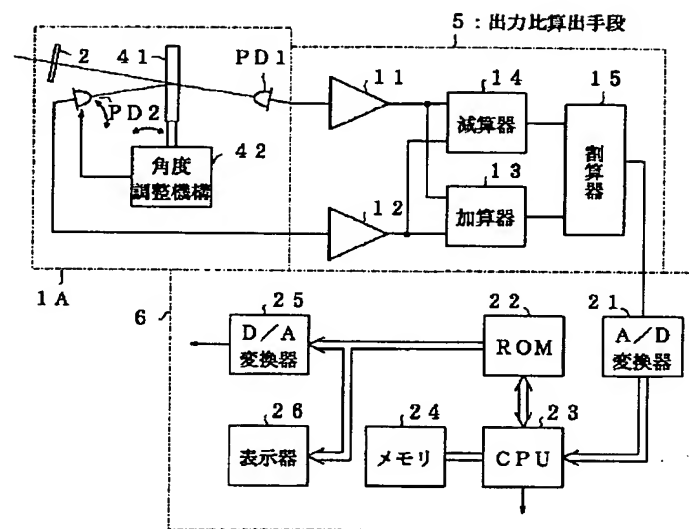 5：出力比算出手段
2
41
PD1
PD2
42
角度
調整機構
1A
11
12
14
減算器
13
加算器
15
割算器
6
25
D／A
変換器
26
表示器
22
ROM
24
メモリ
23
CPU
21
A／D
変換器